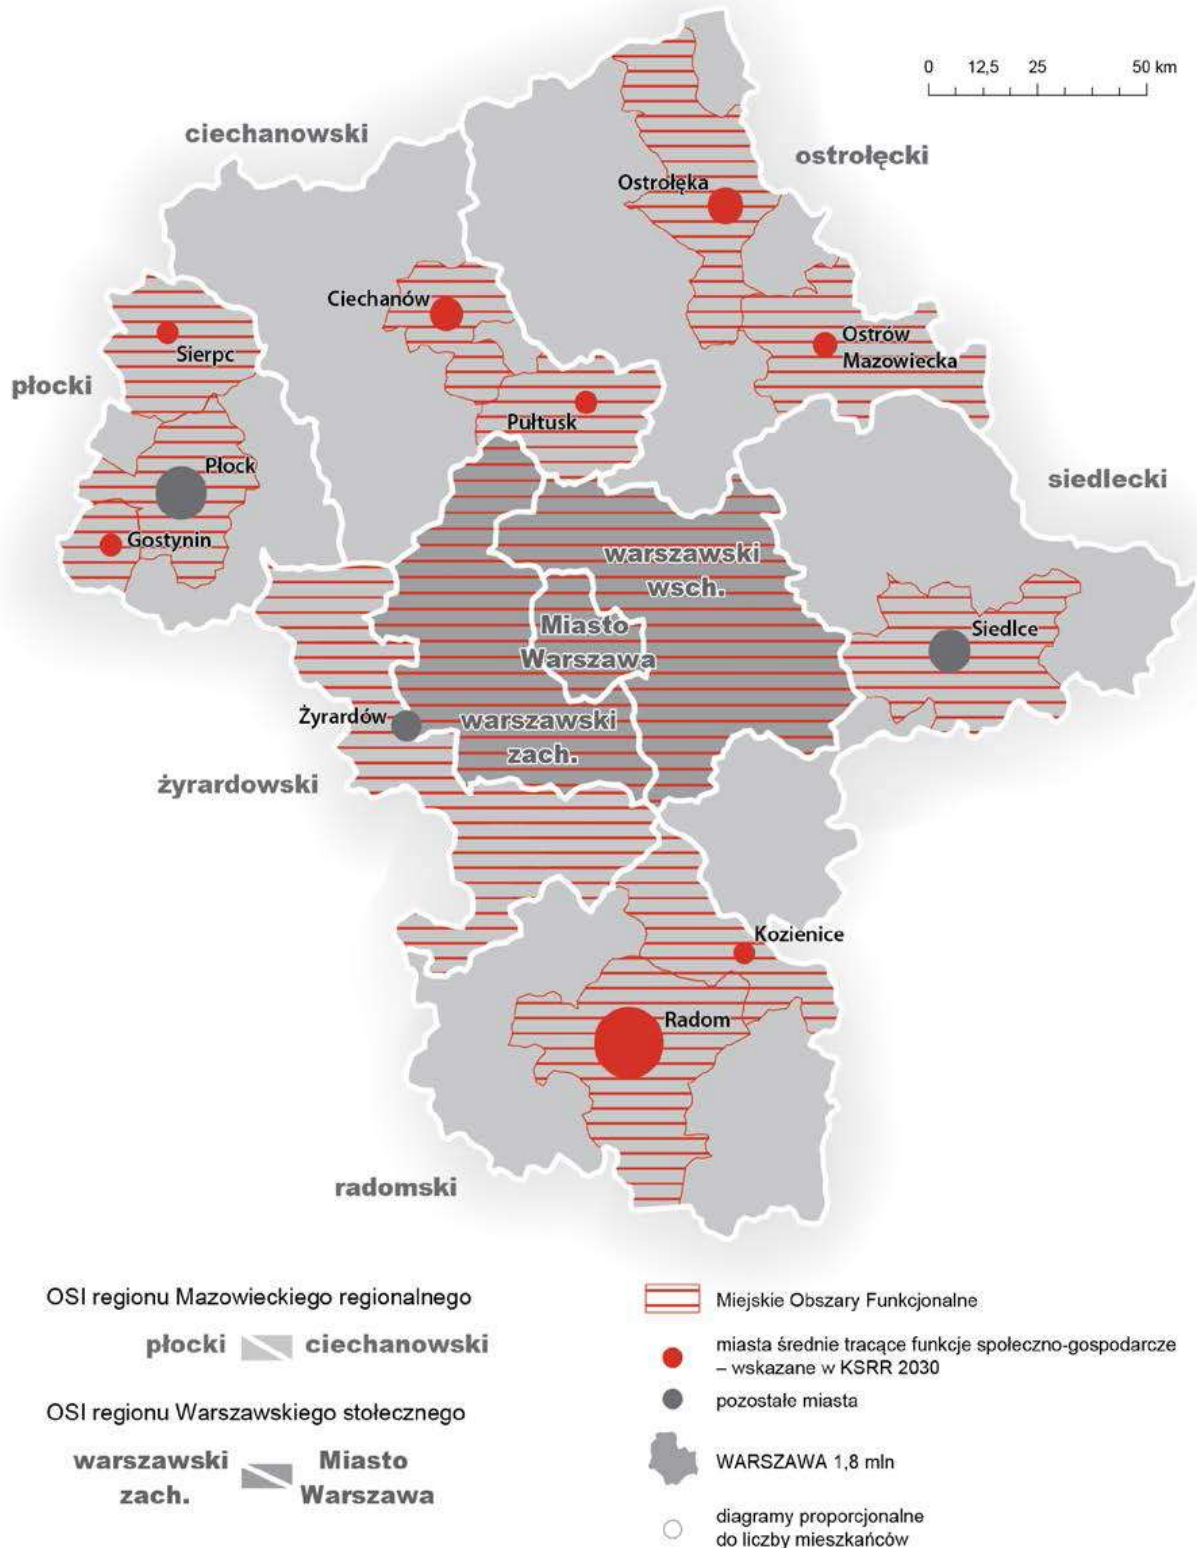 0 12,5 25 50 km
ciechanowski
ostrołęcki
Ostrołęka
Ciechanów
Ostrów
Mazowiecka
Sierpc
płocki
Pułtusk
Płock
siedlecki
Gostynin
warszawski
wsch.
Miasto
Warszawa
Siedlce
Żyrardów
warszawski
zach.
żyrardowski
Kozienice
Radom
radomski
OSI regionu Mazowieckiego regionalnego
płocki ciechanowski
OSI regionu Warszawskiego stołecznego
warszawski Miasto
zach. Warszawa
Miejskie Obszary Funkcjonalne
miasta średnie tracące funkcje społeczno-gospodarcze
– wskazane w KSRR 2030
pozostałe miasta
WARSZAWA 1,8 mln
diagramy proporcjonalne
do liczby mieszkańców